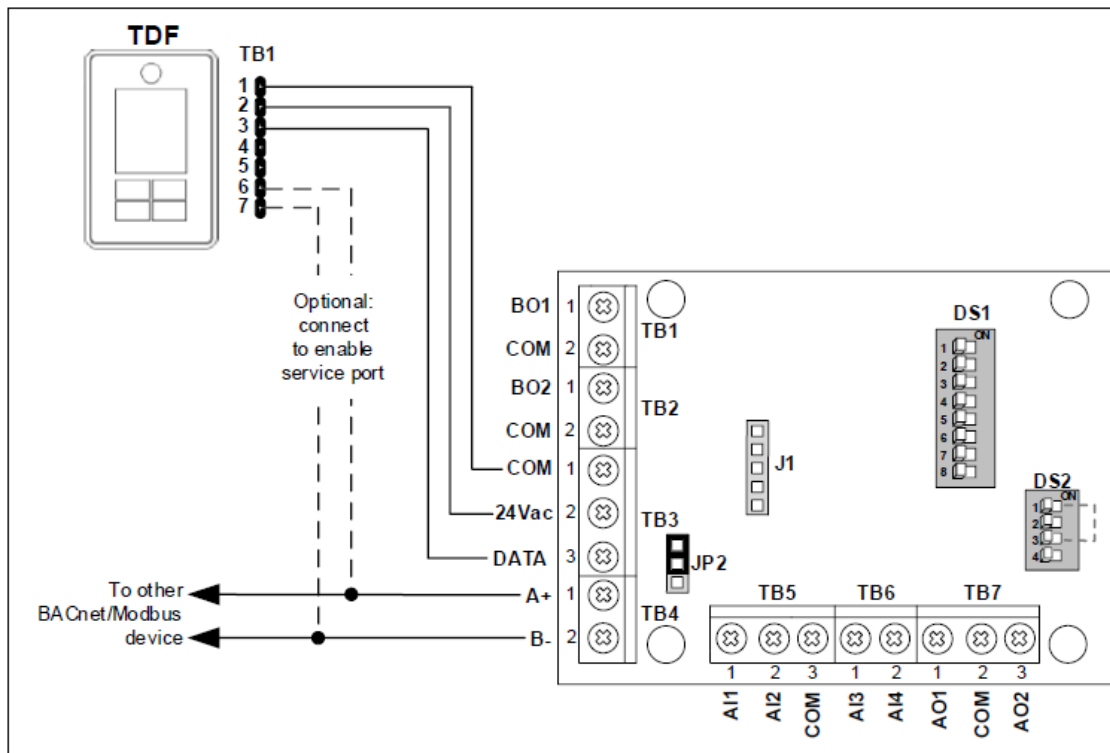 TDF
TB1
1
2
3
4
5
6
7
Optional:
connect
to enable
service port
To other
BACnet/Modbus
device
BO1 1
COM 2
TB1
BO2 1
COM 2
TB2
COM 1
24Vac 2
DATA 3
TB3
A+ 1
B- 2
TB4
J1
JP2
DS1
ON
1
2
3
4
5
6
7
8
DS2
ON
1
2
3
4
TB5 TB6 TB7
1 2 3 1 2 1 2 3
AI1 AI2 COM AI3 AI4 AO1 COM AO2